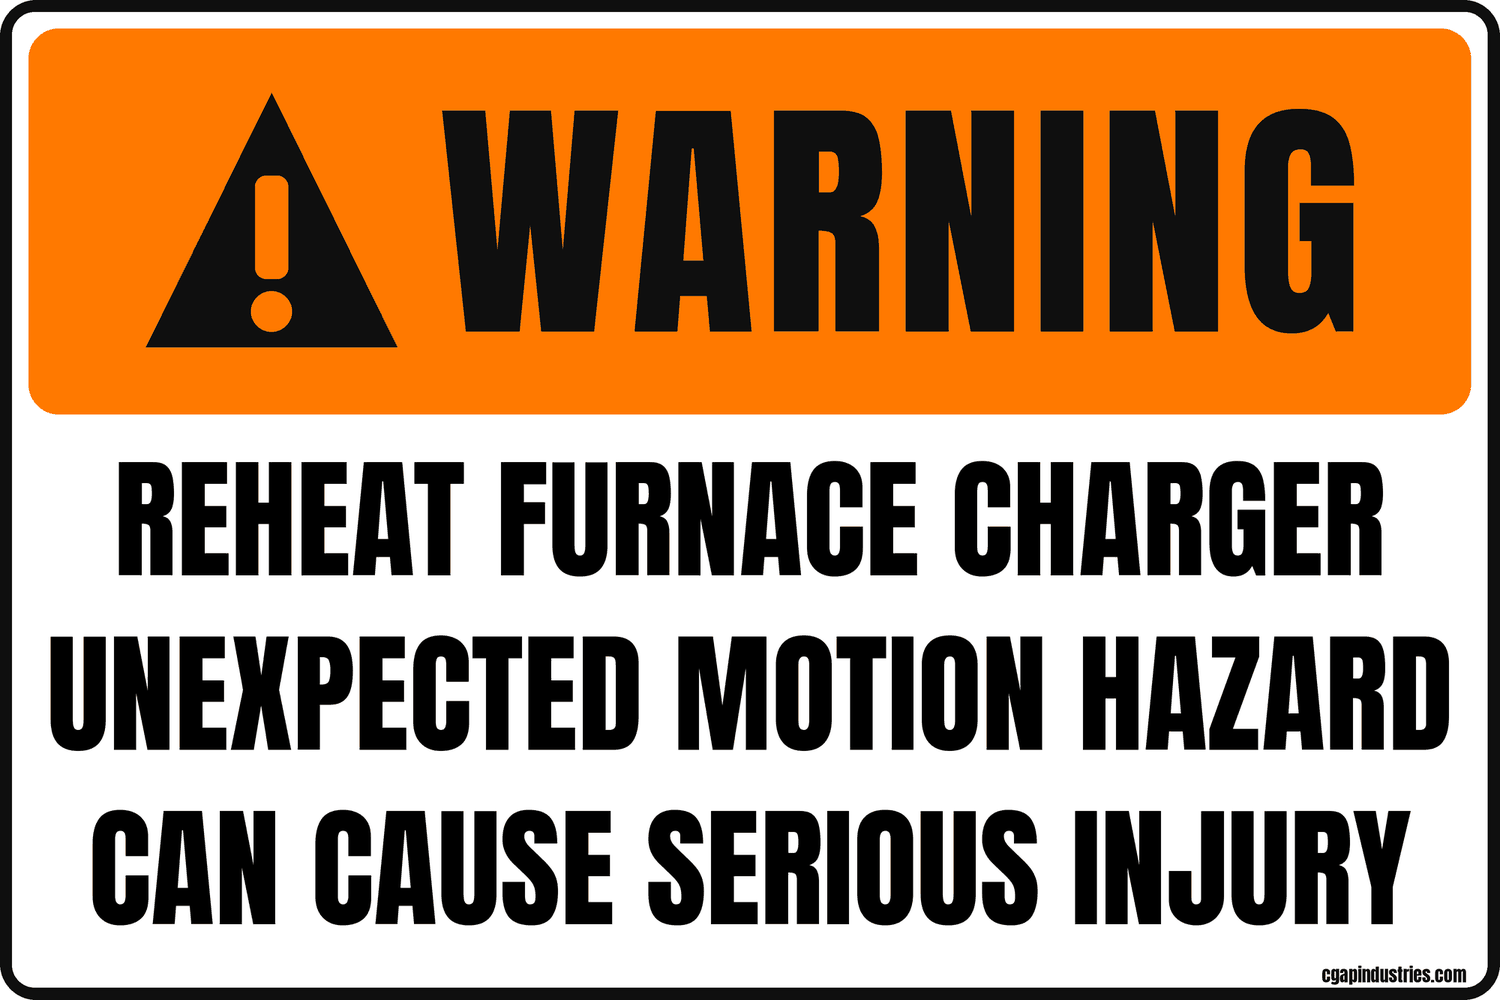 WARNING
REHEAT FURNACE CHARGER
UNEXPECTED MOTION HAZARD
CAN CAUSE SERIOUS INJURY
cgapindustries.com